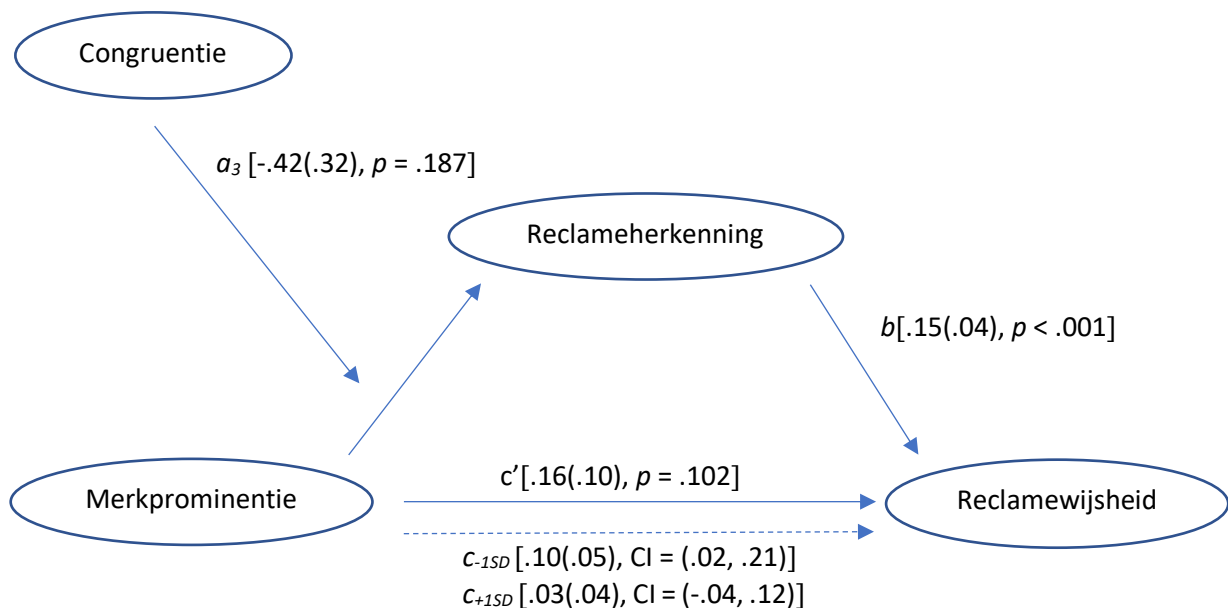 Congruentie
a3 [-.42(.32), p = .187]
Reclameherkenning
b[.15(.04), p < .001]
Merkprominentie
c’[.16(.10), p = .102]
Reclamewijsheid
c-1SD [.10(.05), CI = (.02, .21)]
c+1SD [.03(.04), CI = (-.04, .12)]